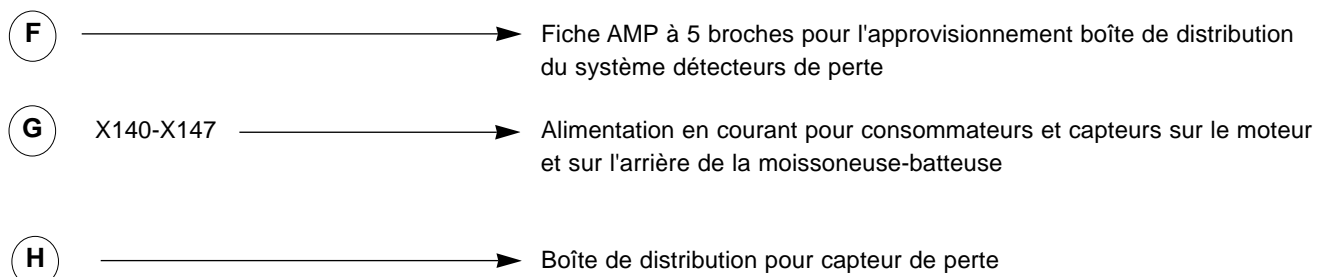 F Fiche AMP à 5 broches pour l'approvisionnement boîte de distribution
du système détecteurs de perte
G X140-X147 Alimentation en courant pour consommateurs et capteurs sur le moteur
et sur l'arrière de la moissoneuse-batteuse
H Boîte de distribution pour capteur de perte